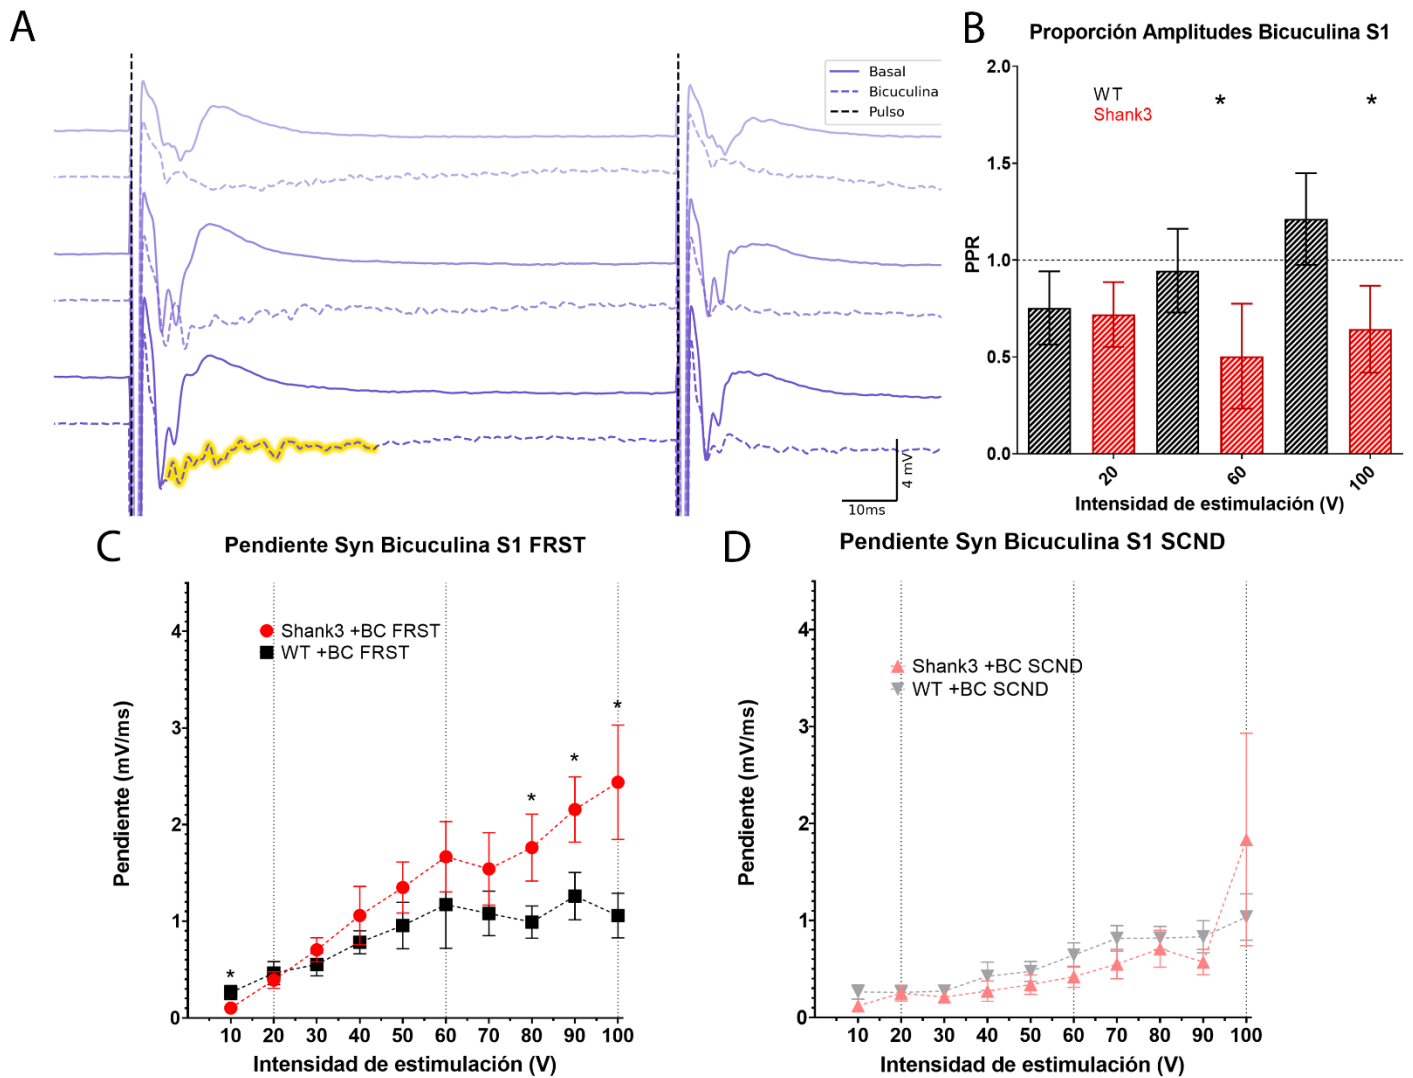 A
Basal
Bicuculina
Pulso
4 mV
10ms
B
Proporción Amplitudes Bicuculina S1
2.0
WT
Shank3
*
*
1.5
1.0
0.5
0.0
PPR
20
60
100
Intensidad de estimulación (V)
C
Pendiente Syn Bicuculina S1 FRST
4
3
2
1
0
Pendiente (mV/ms)
Shank3 +BC FRST
WT +BC FRST
*
*
*
*
10 20 30 40 50 60 70 80 90 100
Intensidad de estimulación (V)
D
Pendiente Syn Bicuculina S1 SCND
4
3
2
1
0
Pendiente (mV/ms)
Shank3 +BC SCND
WT +BC SCND
10 20 30 40 50 60 70 80 90 100
Intensidad de estimulación (V)